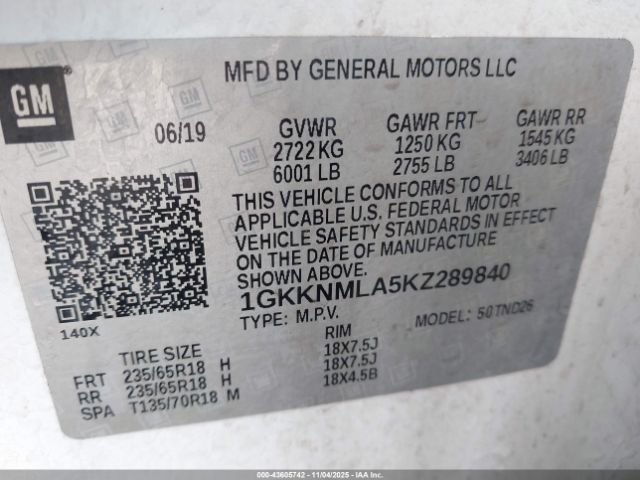 GM
MFD BY GENERAL MOTORS LLC
06/19
GVWR GAWR FRT GAWR RR
2722 KG 1250 KG 1545 KG
6001 LB 2755 LB 3406 LB
THIS VEHICLE CONFORMS TO ALL
APPLICABLE U.S. FEDERAL MOTOR
VEHICLE SAFETY STANDARDS IN EFFECT
ON THE DATE OF MANUFACTURE
SHOWN ABOVE.
1GKKNMLA5KZ289840
TYPE: M.P.V. MODEL: 50TND26
140X
TIRE SIZE RIM
FRT 235/65R18 H 18X7.5J
RR 235/65R18 H 18X7.5J
SPA T135/70R18 M 18X4.5B
000-43605742 - 11/04/2025 - IAAI.COM